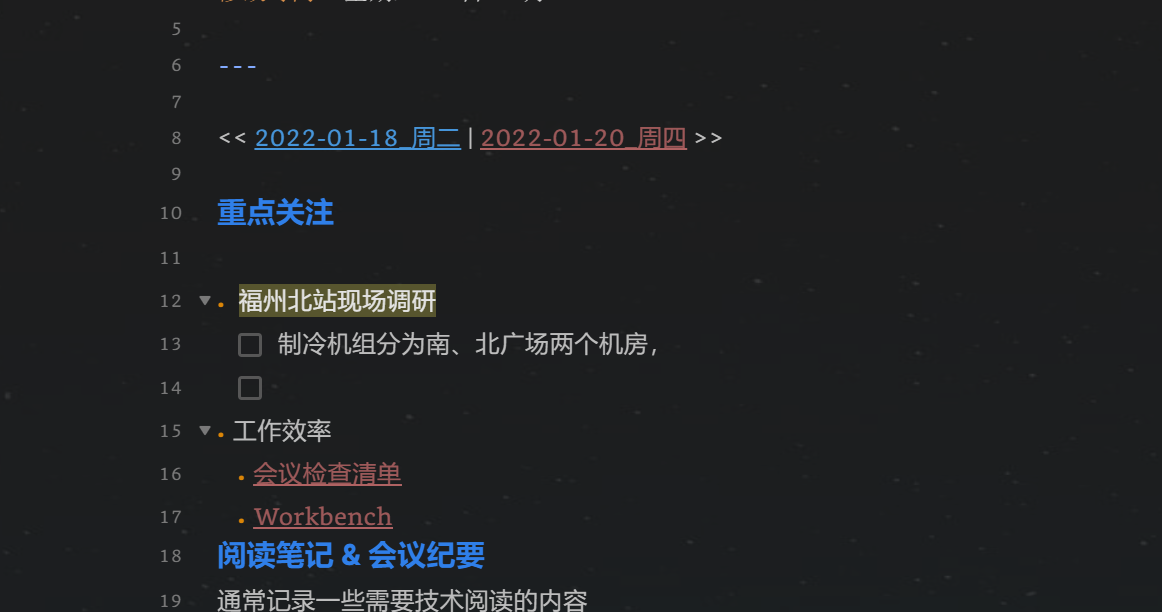 5
6 ---
7
8 << 2022-01-18_周二 | 2022-01-20_周四 >>
9
10 重点关注
11
12 福州北站现场调研
13 制冷机组分为南、北广场两个机房，
14
15 工作效率
16 会议检查清单
17 Workbench
18 阅读笔记 & 会议纪要
19 通常记录一些需要技术阅读的内容